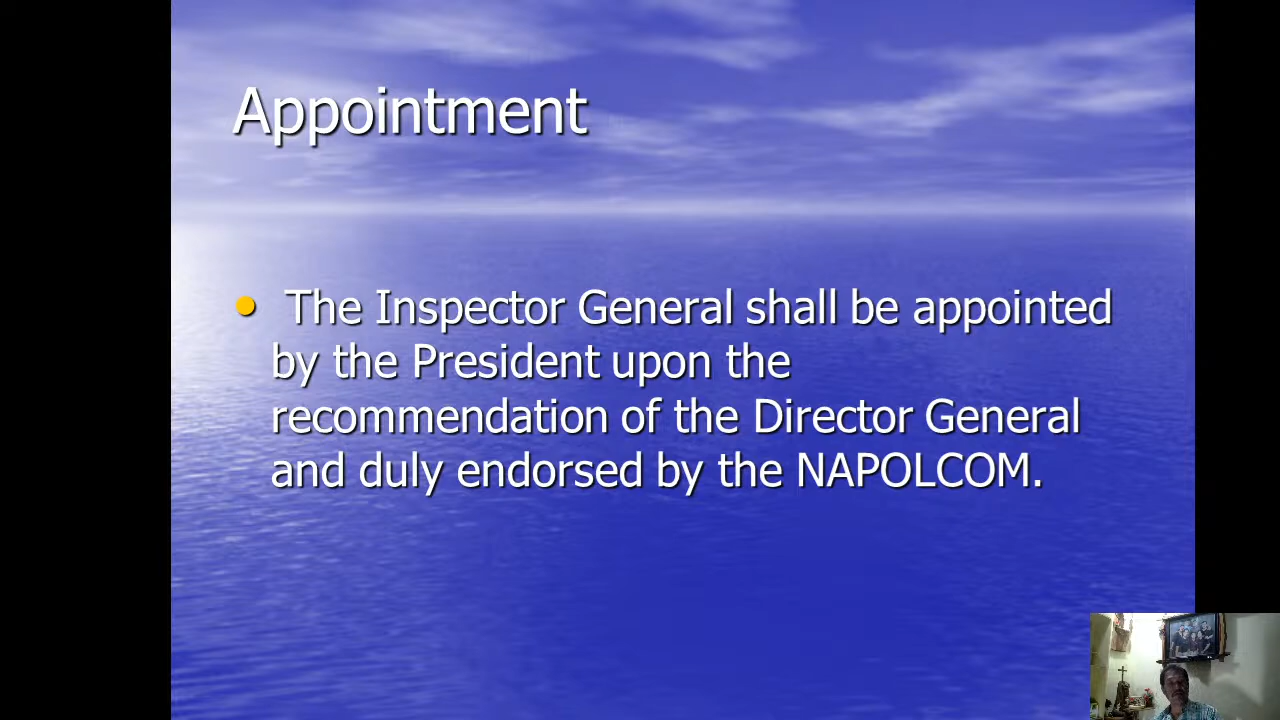 Appointment
• The Inspector General shall be appointed
by the President upon the
recommendation of the Director General
and duly endorsed by the NAPOLCOM.